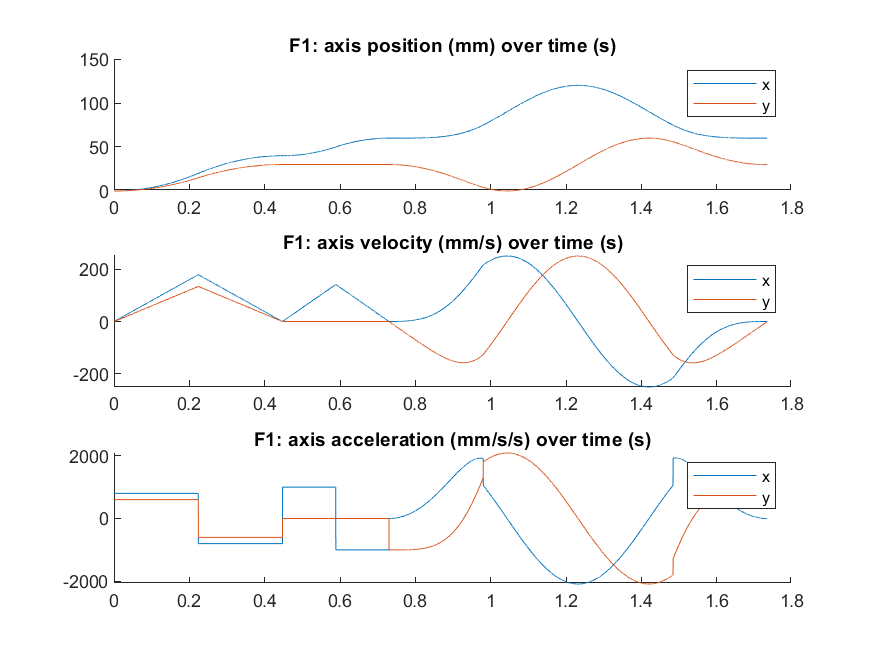 F1: axis position (mm) over time (s)
150
100
50
0
x
y
0 0.2 0.4 0.6 0.8 1 1.2 1.4 1.6 1.8
F1: axis velocity (mm/s) over time (s)
200
0
-200
x
y
0 0.2 0.4 0.6 0.8 1 1.2 1.4 1.6 1.8
F1: axis acceleration (mm/s/s) over time (s)
2000
0
-2000
x
y
0 0.2 0.4 0.6 0.8 1 1.2 1.4 1.6 1.8